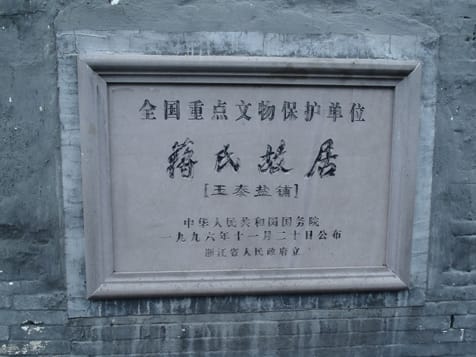 全国重点文物保护单位
蒋氏故居
[玉泰盐铺]
中华人民共和国国务院
一九九六年十一月二十日公布
浙江省人民政府立